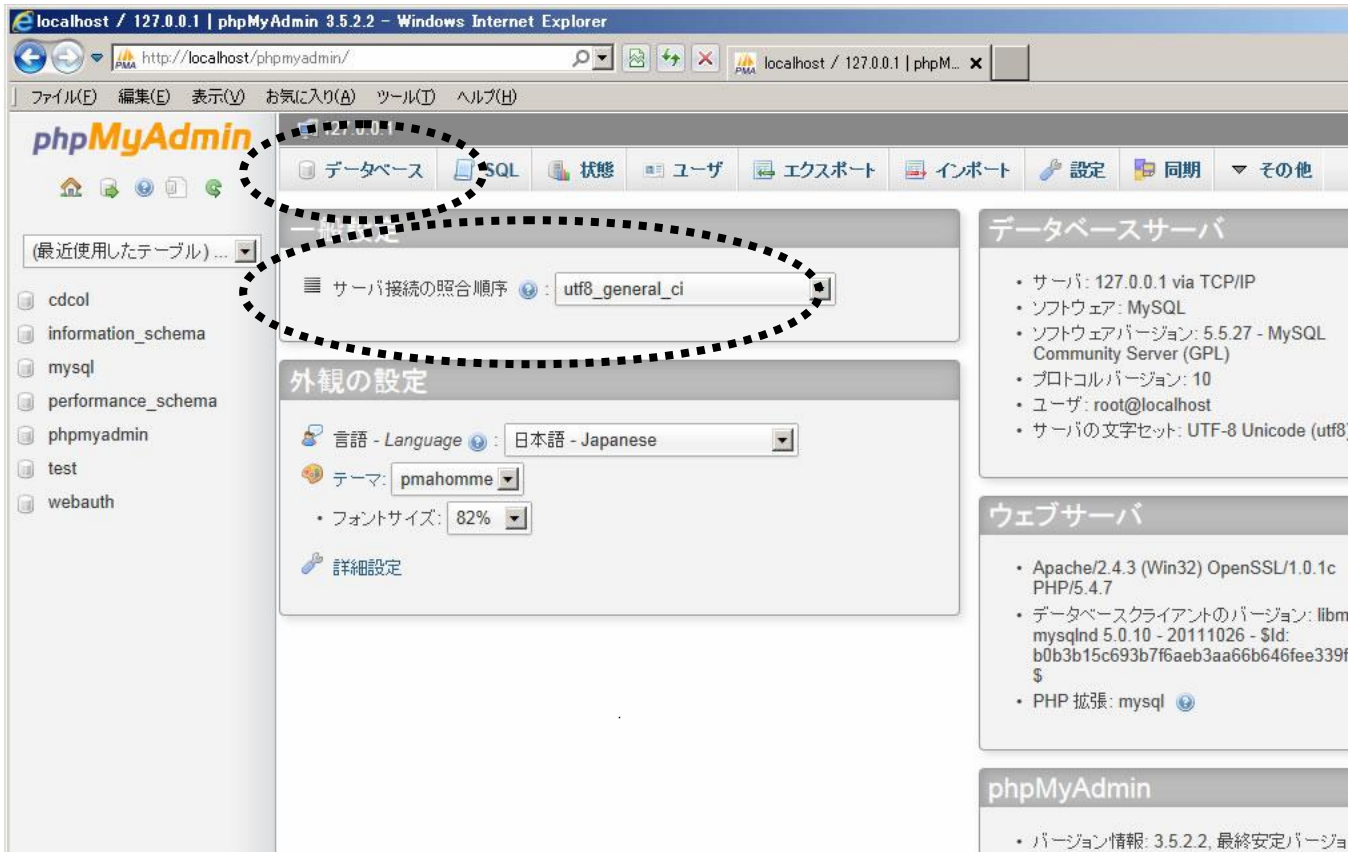 localhost / 127.0.0.1 | phpMyAdmin 3.5.2.2 - Windows Internet Explorer
http://localhost/phpmyadmin/
localhost / 127.0.0.1 | phpM...
ファイル(F) 編集(E) 表示(V) お気に入り(A) ツール(T) ヘルプ(H)
phpMyAdmin
127.0.0.1
データベース SQL 状態 ユーザ エクスポート インポート 設定 同期 その他
(最近使用したテーブル) ...
cdcol
information_schema
mysql
performance_schema
phpmyadmin
test
webauth
一般設定
サーバ接続の照合順序 : utf8_general_ci
外観の設定
言語 - Language : 日本語 - Japanese
テーマ: pmahomme
・フォントサイズ: 82%
詳細設定
データベースサーバ
・サーバ: 127.0.0.1 via TCP/IP
・ソフトウェア: MySQL
・ソフトウェアバージョン: 5.5.27 - MySQL
Community Server (GPL)
・プロトコルバージョン: 10
・ユーザ: root@localhost
・サーバの文字セット: UTF-8 Unicode (utf8)
ウェブサーバ
・Apache/2.4.3 (Win32) OpenSSL/1.0.1c
PHP/5.4.7
・データベースクライアントのバージョン: libm
mysqlnd 5.0.10 - 20111026 - $Id:
b0b3b15c693b7f6aeb3aa66b646fee339f
$
・PHP 拡張: mysql
phpMyAdmin
・バージョン情報: 3.5.2.2, 最終安定バージョ